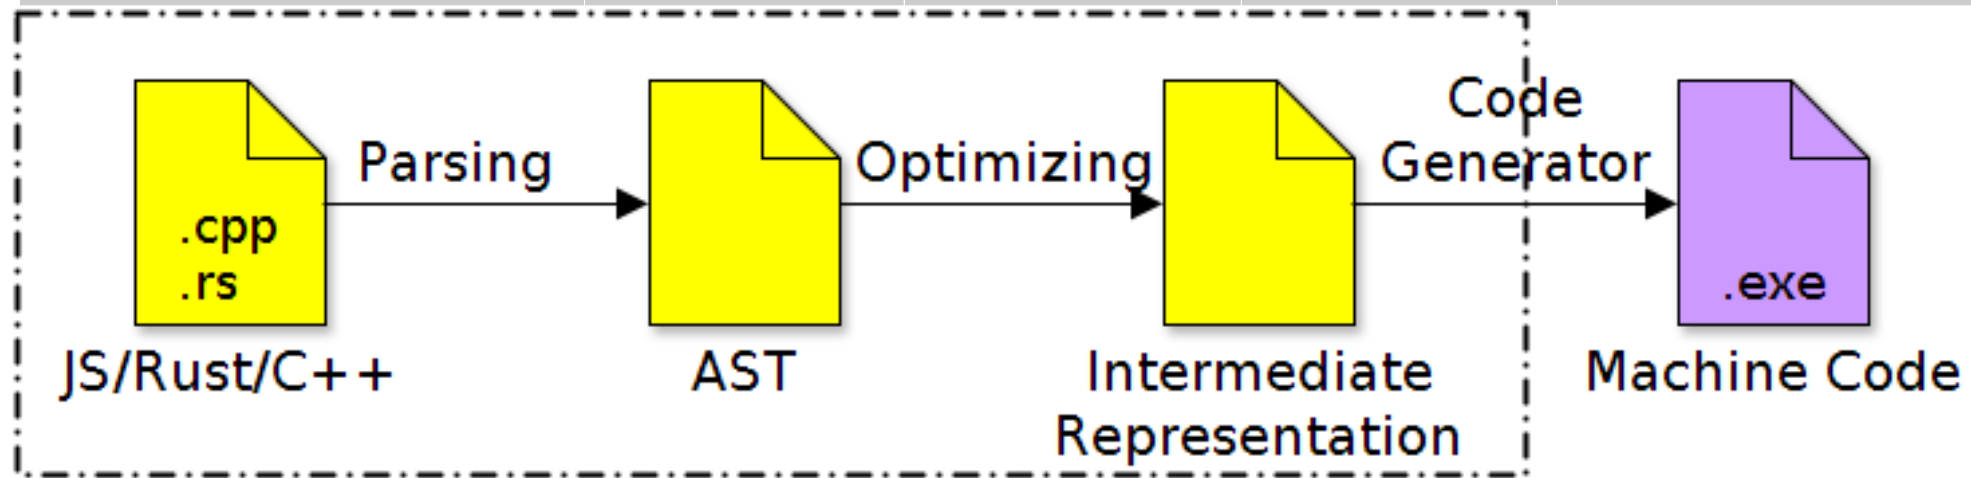 Code
Parsing
Optimizing
Generator
.cpp
.rs
.exe
JS/Rust/C++
AST
Intermediate
Representation
Machine Code